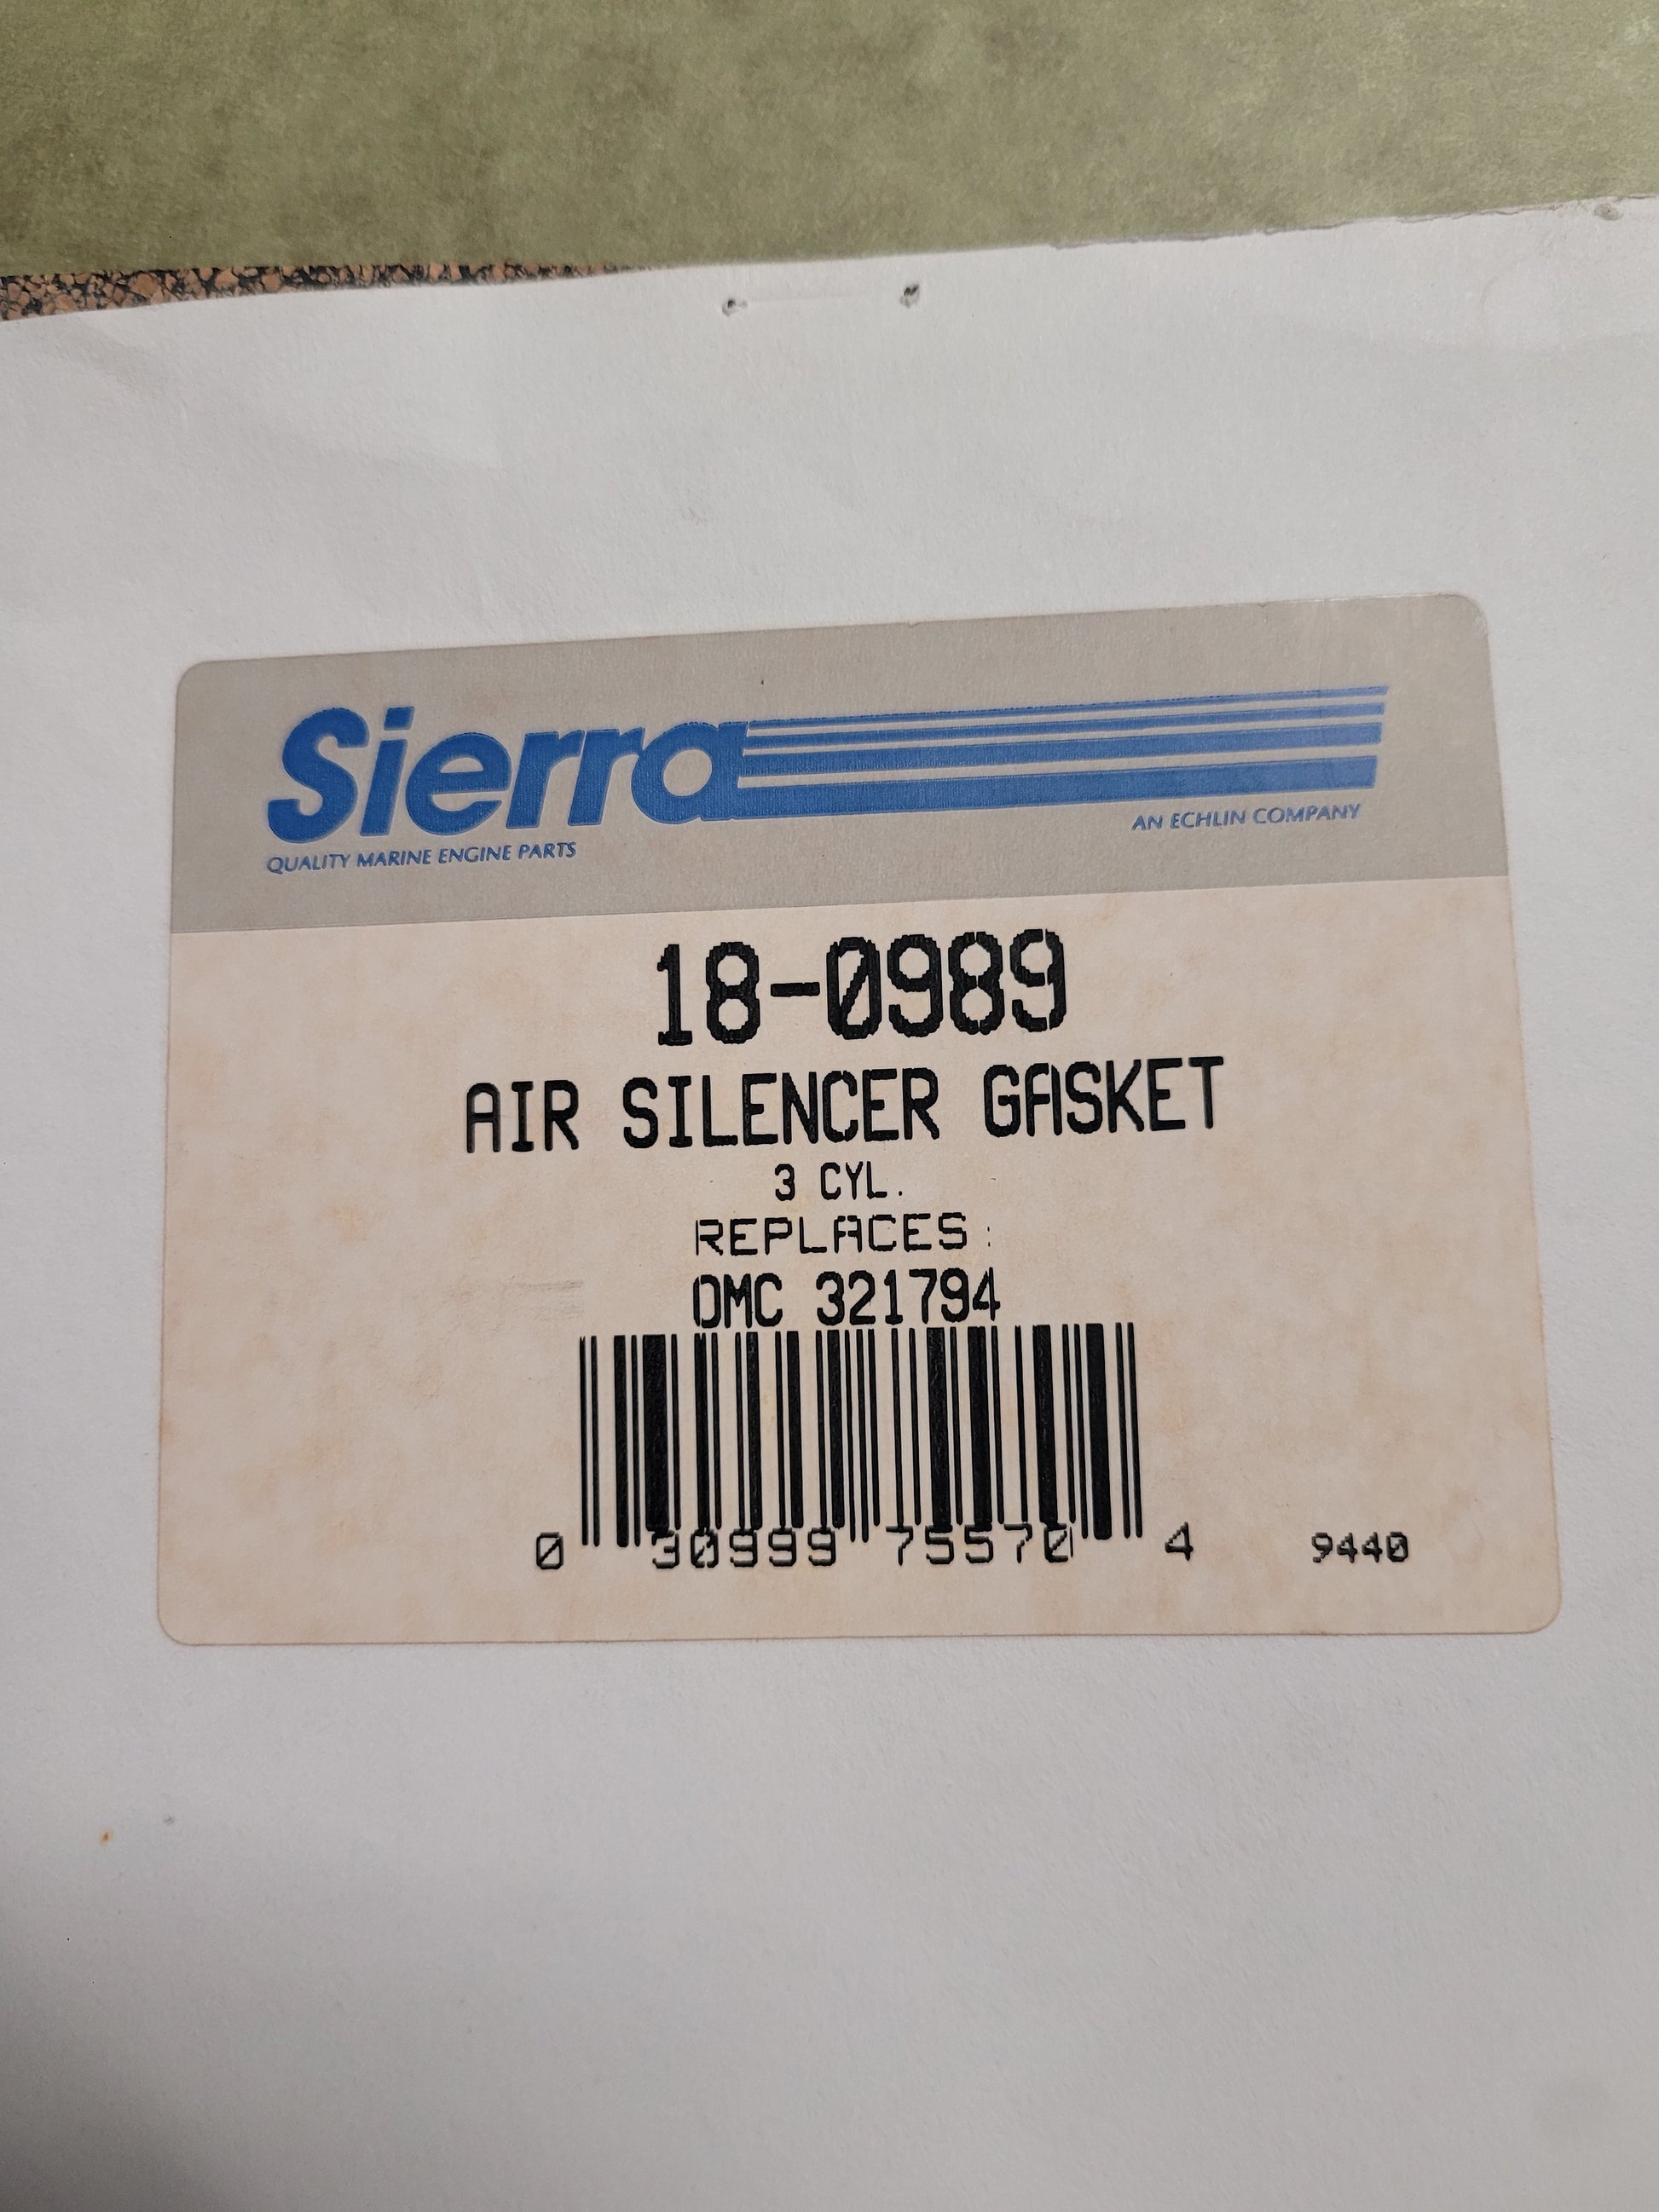 Sierra
AN ECHLIN COMPANY
QUALITY MARINE ENGINE PARTS
18-0989
AIR SILENCER GASKET
3 CYL.
REPLACES:
OMC 321794
0 30999 75570 4
9440